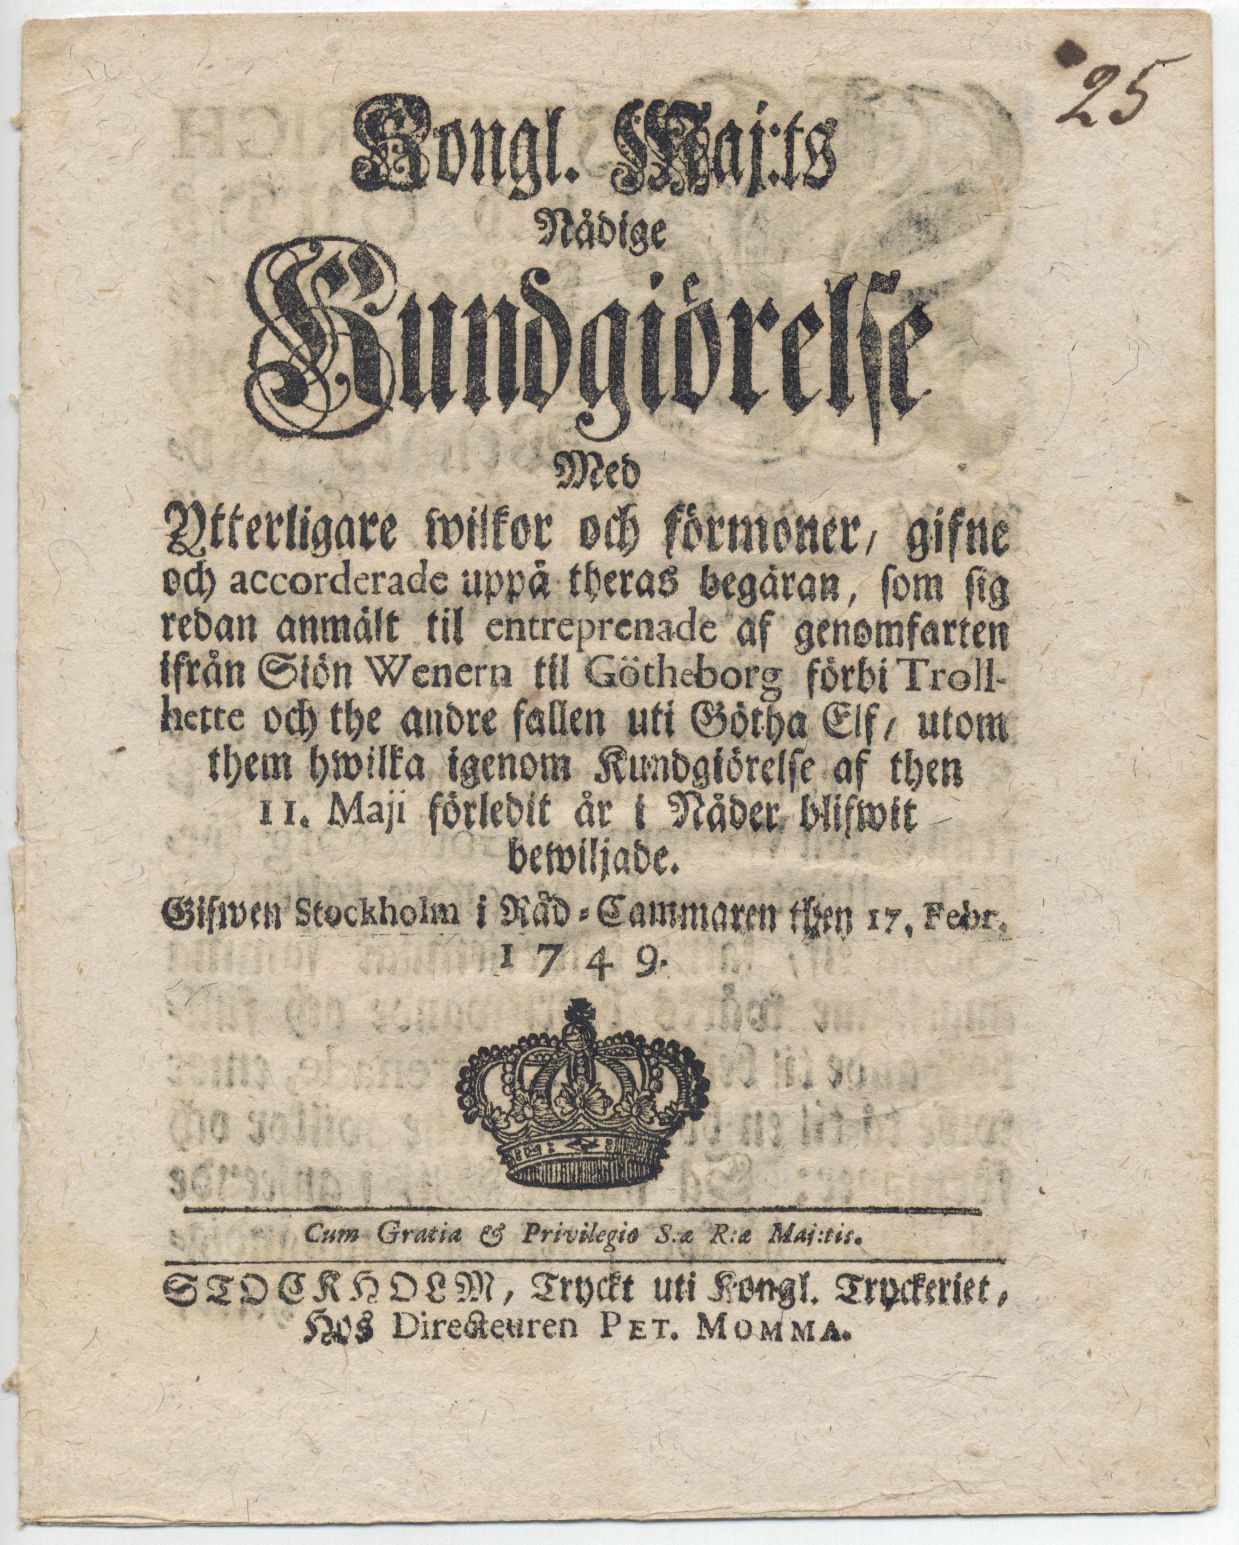 25
Kongl. Maj:ts
Nådige
Kundgiörelse
Med
Ytterligare wilkor och förmoner, gifne
och accorderade uppå theras begäran, som sig
redan anmält til entreprenade af genomfarten
ifrån Siön Wenern til Götheborg förbi Troll-
hette och the andre fallen uti Götha Elf, utom
them hwilka igenom Kundgiörelse af then
11. Maji förledit år i Nåder blifwit
bewiljade.
Gifwen Stockholm i Råd-Cammaren then 17. Febr.
1749.
Cum Gratia & Privilegio S:æ R:æ Maj:tis.
STOCKHOLM, Tryckt uti Kongl. Tryckeriet,
Hos Directeuren PET. MOMMA.